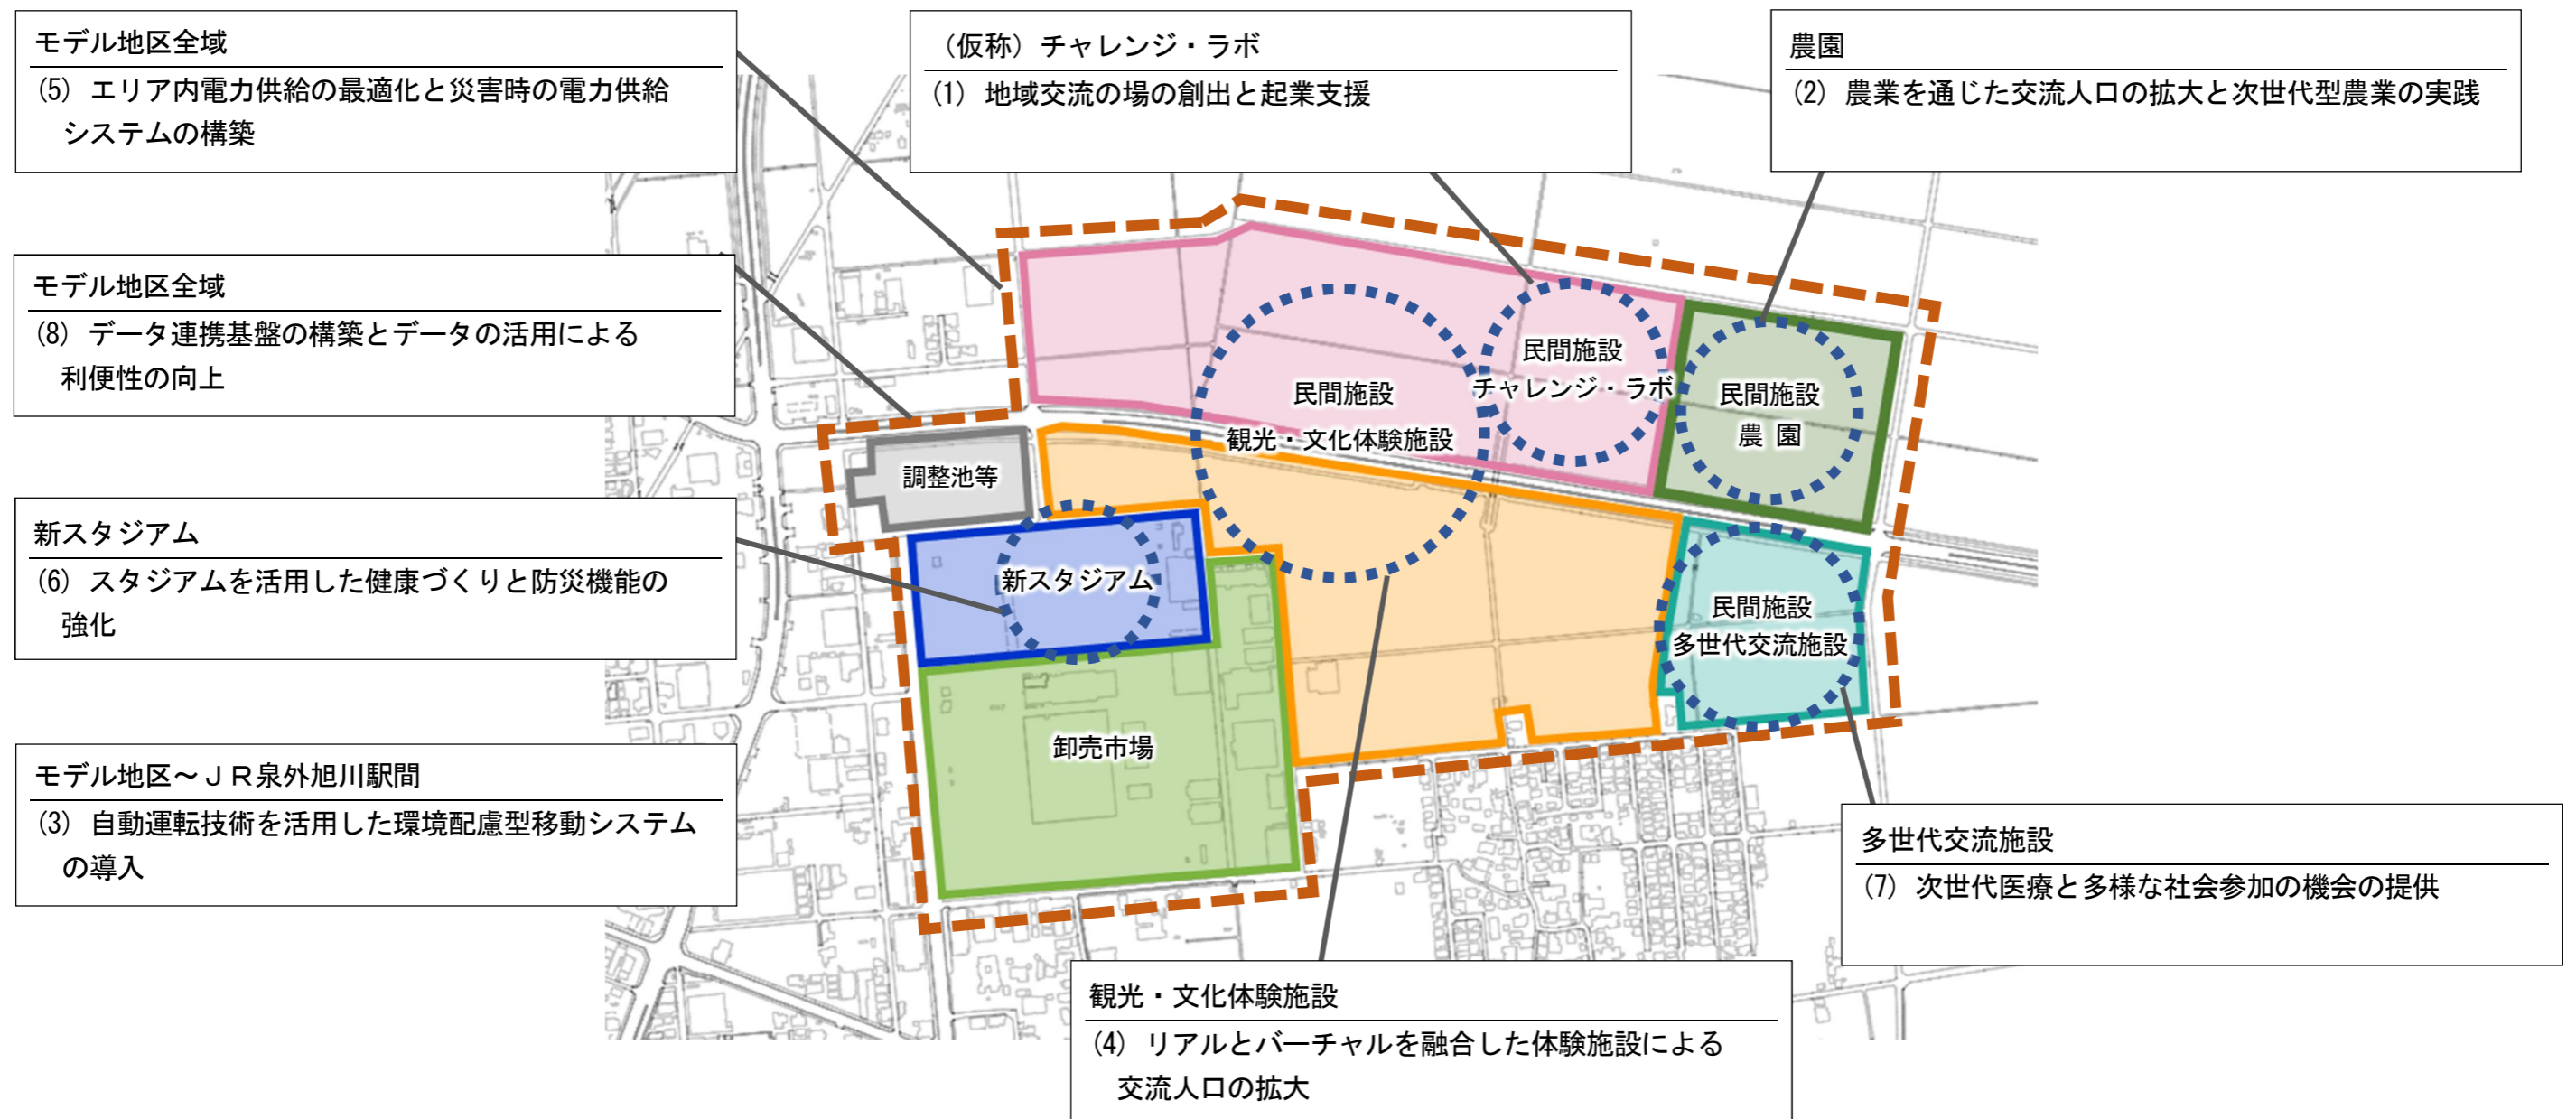 モデル地区全域
(5) エリア内電力供給の最適化と災害時の電力供給
システムの構築
（仮称）チャレンジ・ラボ
(1) 地域交流の場の創出と起業支援
農園
(2) 農業を通じた交流人口の拡大と次世代型農業の実践
モデル地区全域
(8) データ連携基盤の構築とデータの活用による
利便性の向上
新スタジアム
(6) スタジアムを活用した健康づくりと防災機能の
強化
モデル地区～ＪＲ泉外旭川駅間
(3) 自動運転技術を活用した環境配慮型移動システム
の導入
民間施設
チャレンジ・ラボ
民間施設
観光・文化体験施設
民間施設
農 園
調整池等
新スタジアム
民間施設
多世代交流施設
卸売市場
多世代交流施設
(7) 次世代医療と多様な社会参加の機会の提供
観光・文化体験施設
(4) リアルとバーチャルを融合した体験施設による
交流人口の拡大